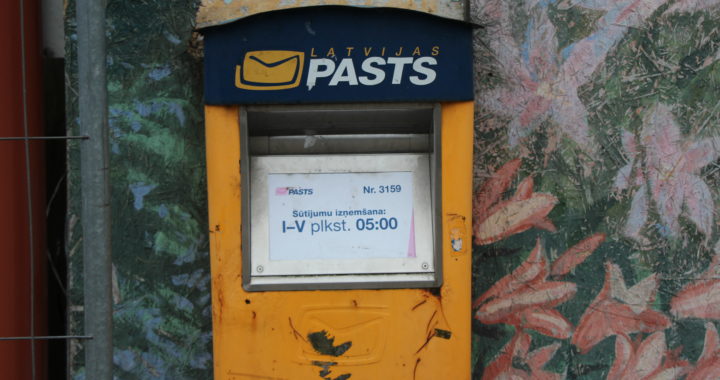 LATVIJAS
PASTS
PASTS Nr. 3159
Sūtījumu izņemšana:
I–V plkst. 05:00